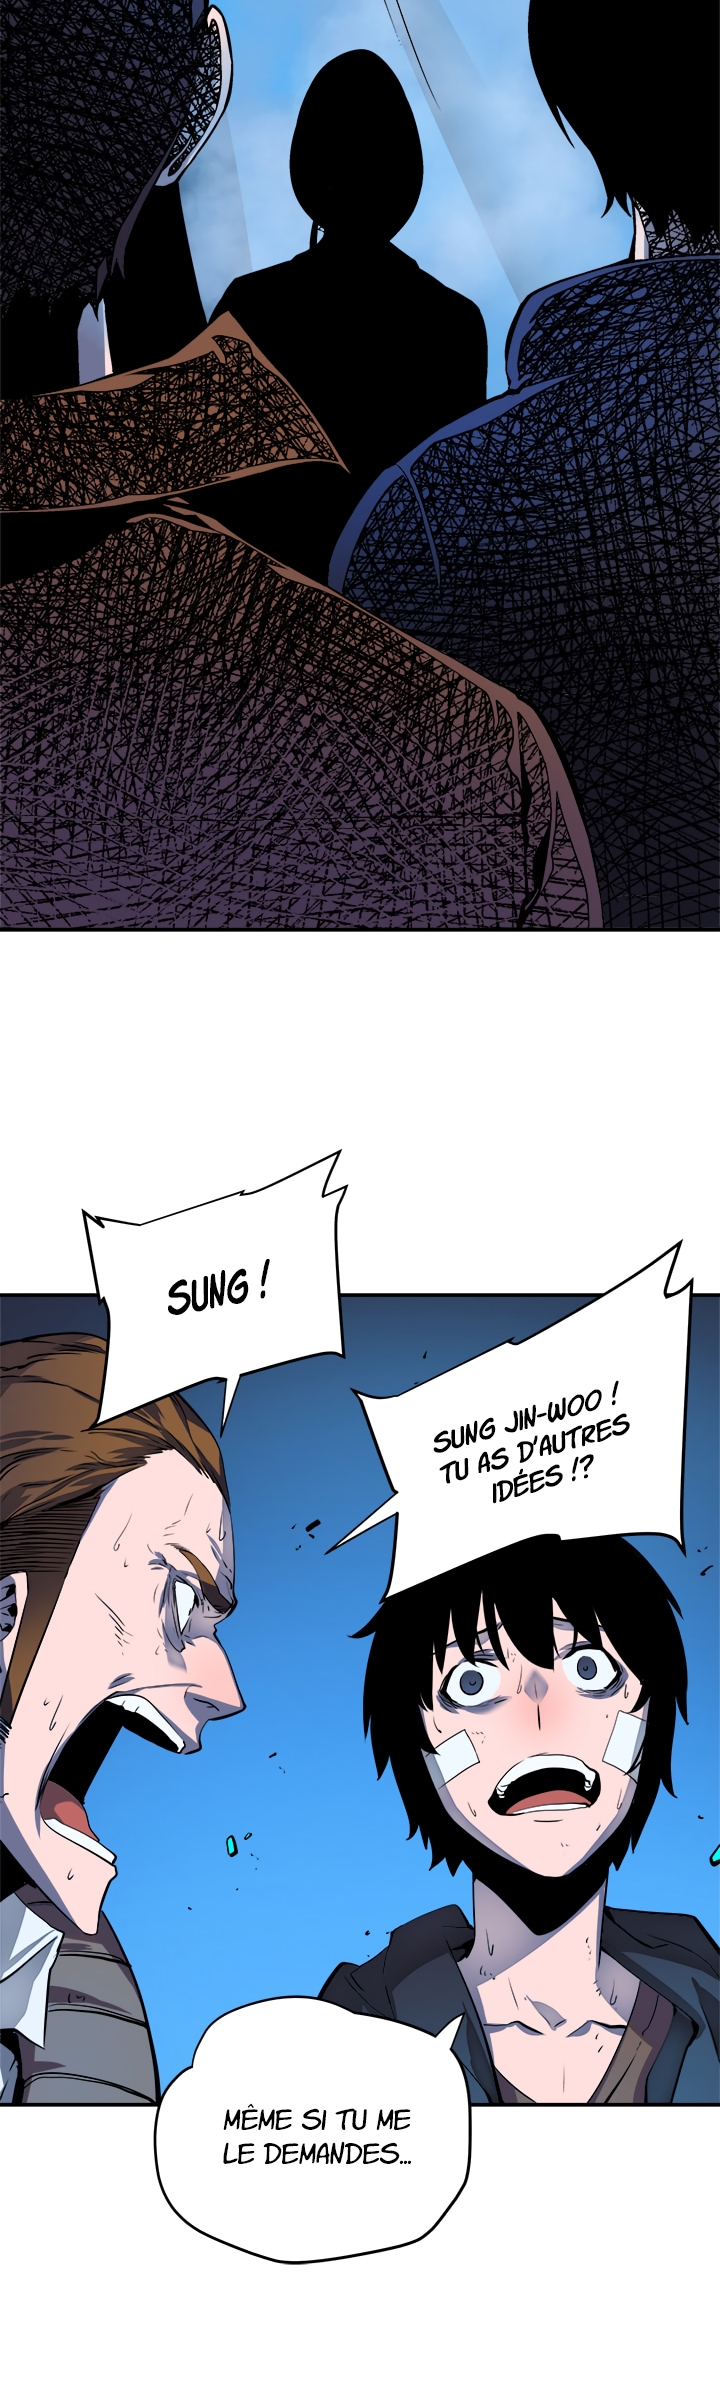 SUNG !
SUNG JIN-WOO !
TU AS D'AUTRES
IDÉES !?
MÊME SI TU ME
LE DEMANDES...